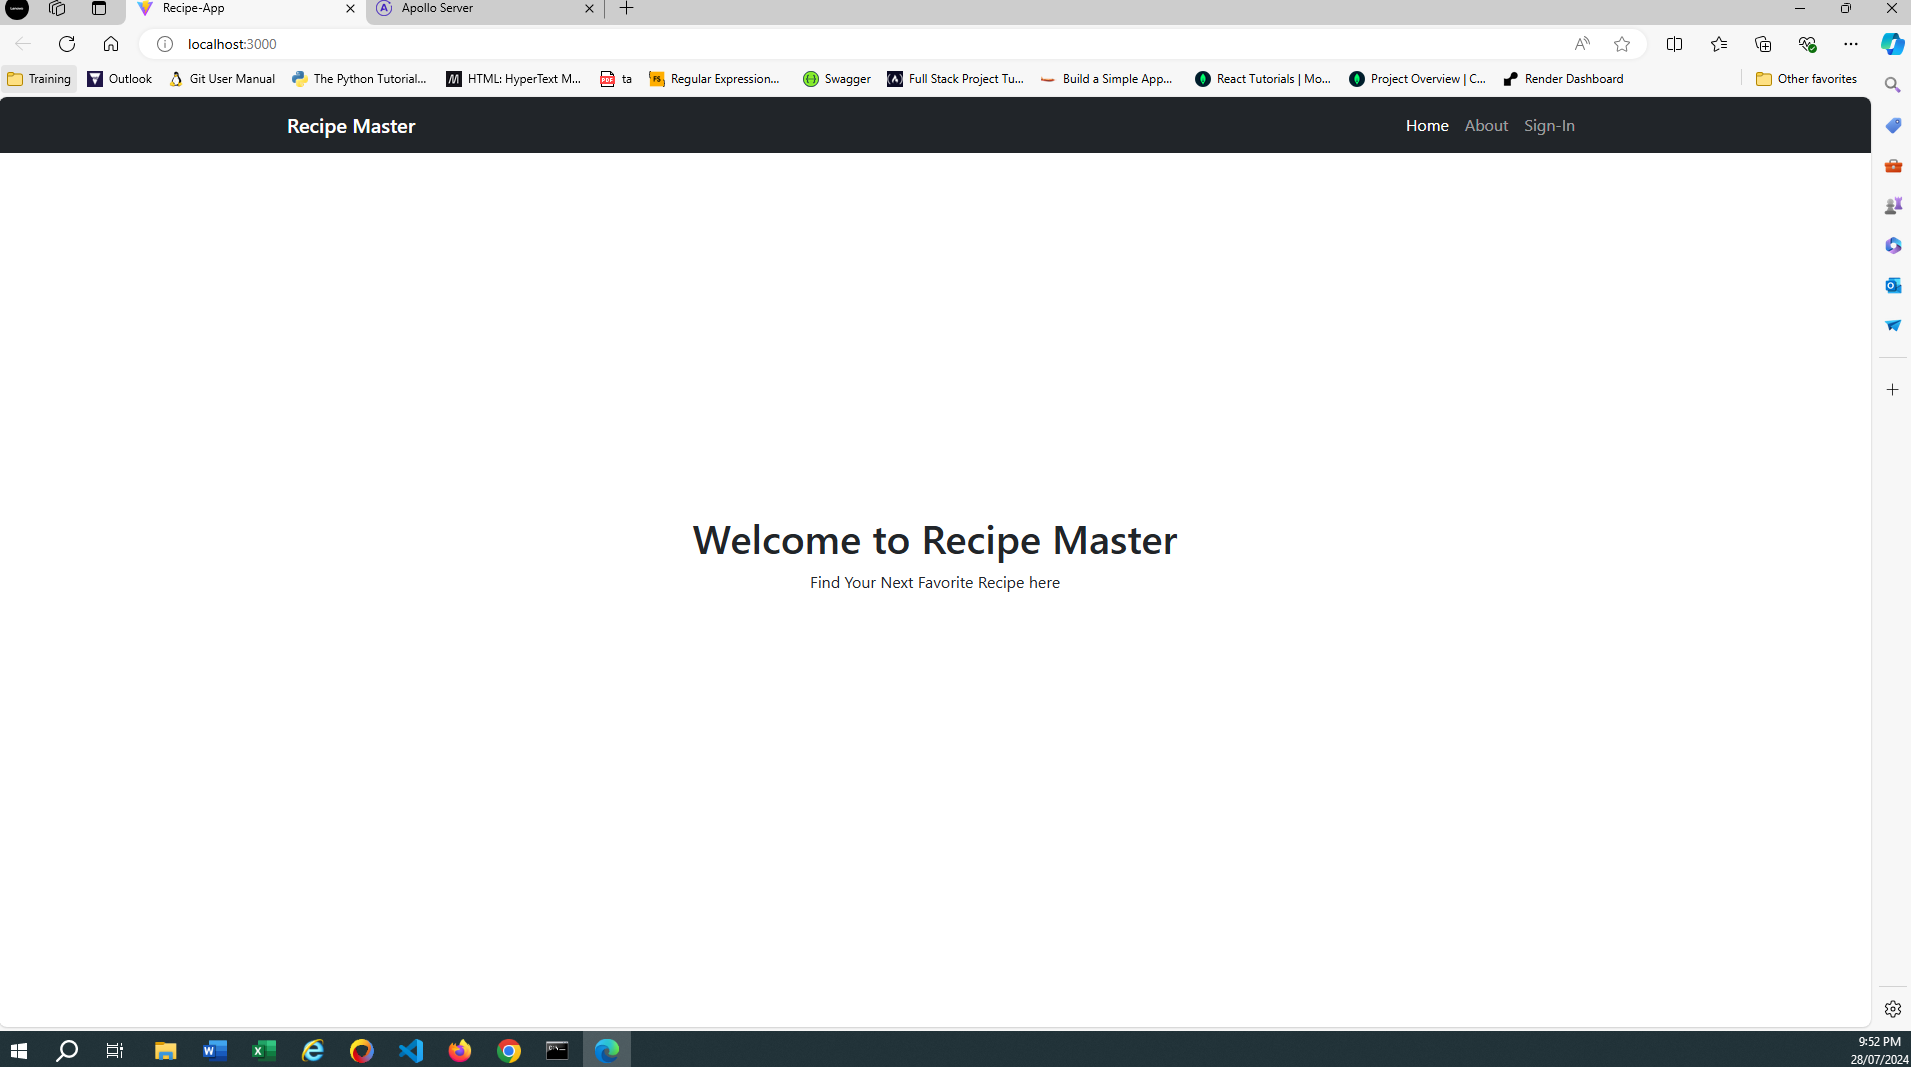 Recipe-App
Apollo Server
localhost:3000
Training
Outlook
Git User Manual
The Python Tutorial...
HTML: HyperText M...
ta
Regular Expression...
Swagger
Full Stack Project Tu...
Build a Simple App...
React Tutorials | Mo...
Project Overview | C...
Render Dashboard
Other favorites
Recipe Master
Home
About
Sign-In
Welcome to Recipe Master
Find Your Next Favorite Recipe here
9:52 PM
28/07/2024